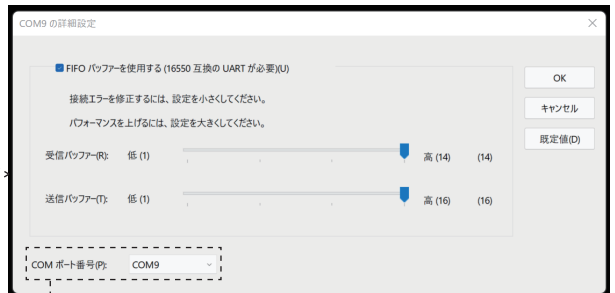 COM9 の詳細設定
FIFO バッファーを使用する (16550 互換の UART が必要)(U)
接続エラーを修正するには、設定を小さくしてください。
パフォーマンスを上げるには、設定を大きくしてください。
受信バッファー(R): 低 (1) 高 (14) (14)
送信バッファー(T): 低 (1) 高 (16) (16)
COM ポート番号(P): COM9
OK
キャンセル
既定値(D)